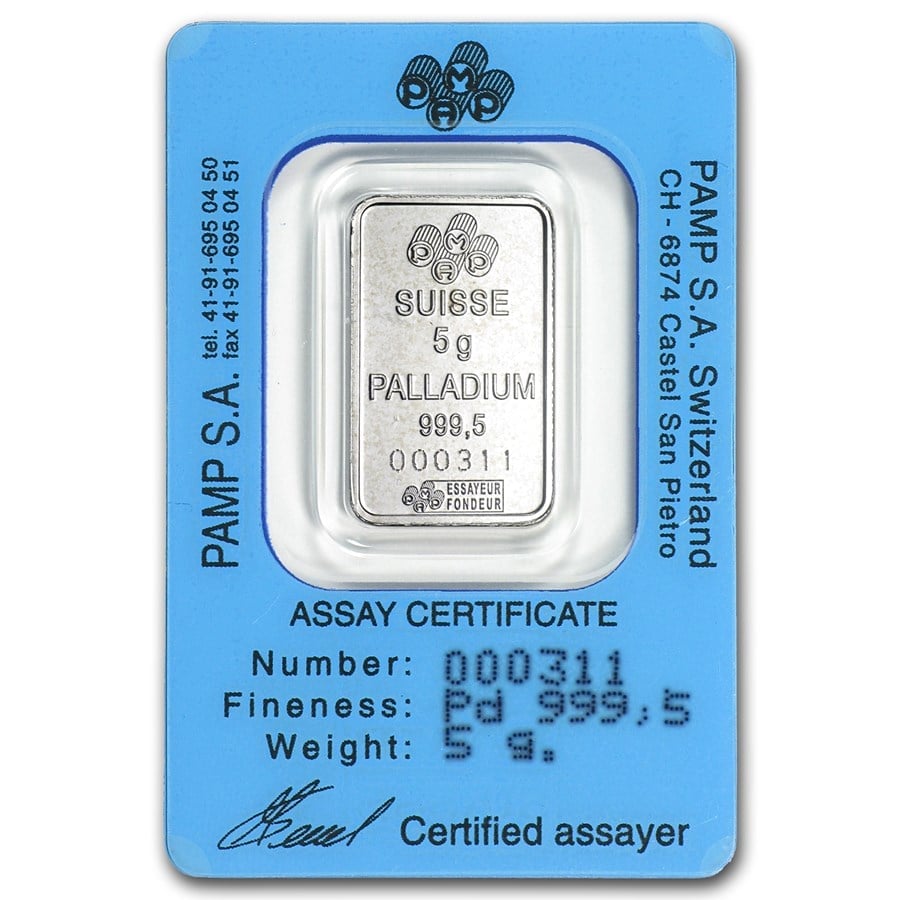 PAMP
PAMP
SUISSE
5 g
PALLADIUM
999,5
000311
PAMP ESSAYEUR
FONDEUR
PAMP S.A. tel. 41-91-695 04 50
fax 41-91-695 04 51
PAMP S.A. Switzerland
CH - 6874 Castel San Pietro
ASSAY CERTIFICATE
Number: 000311
Fineness: Pd 999,5
Weight: 5 g.
Certified assayer